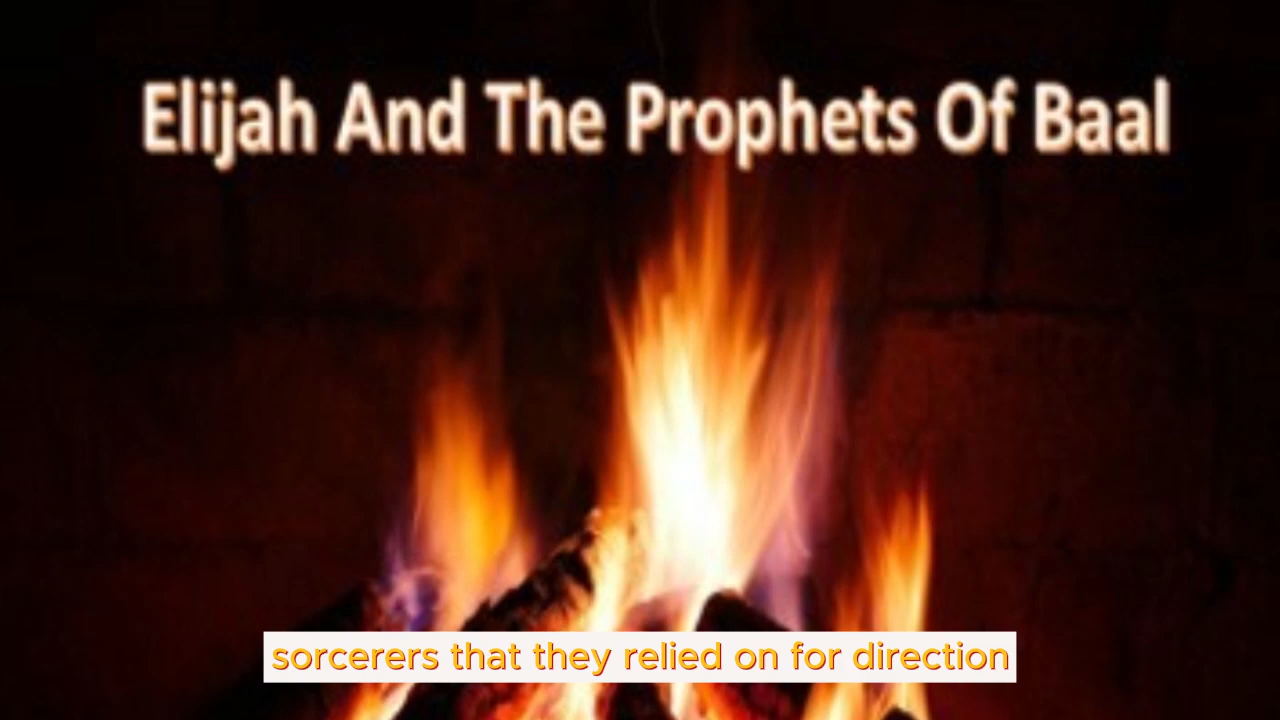 Elijah And The Prophets Of Baal
sorcerers that they relied on for direction